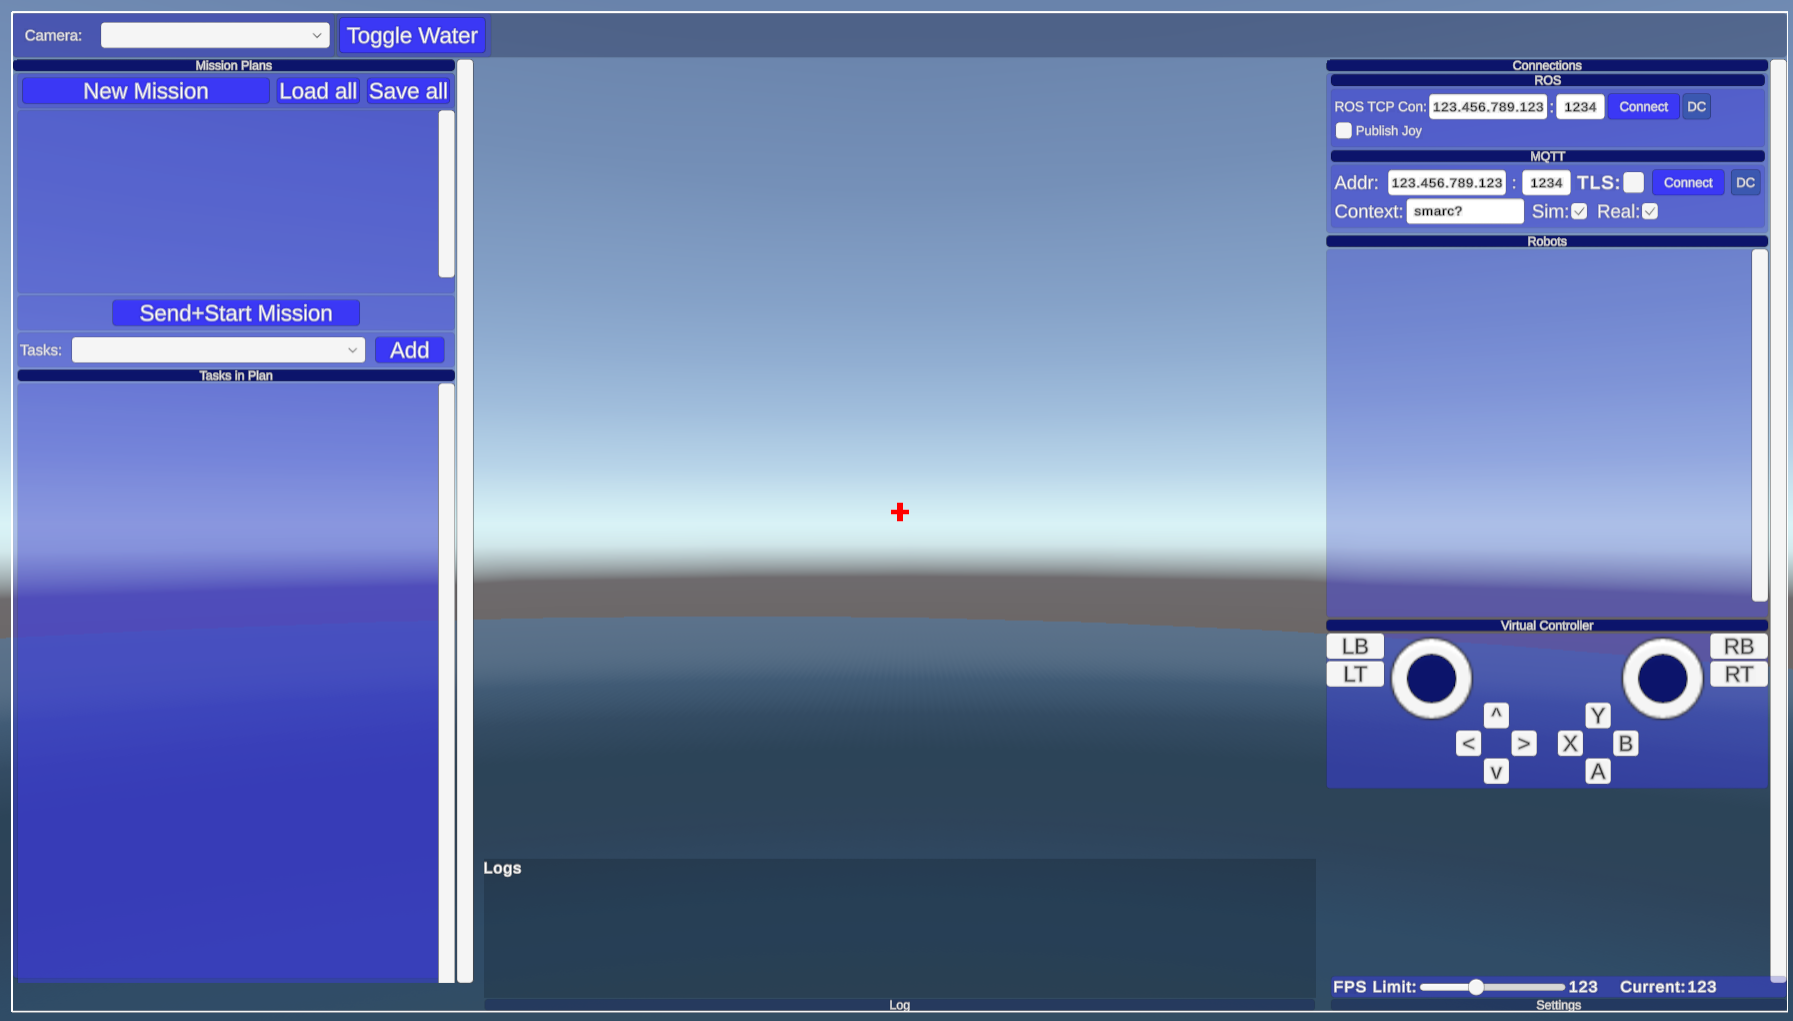 Camera:
Toggle Water
Mission Plans
New Mission
Load all
Save all
Send+Start Mission
Tasks:
Add
Tasks in Plan
Logs
Log
Connections
ROS
ROS TCP Con: 123.456.789.123 : 1234 Connect DC
Publish Joy
MQTT
Addr: 123.456.789.123 : 1234 TLS: Connect DC
Context: smarc? Sim: Real:
Robots
Virtual Controller
LB
RB
LT
RT
^
Y
< >
X B
v
A
FPS Limit: 123 Current:123
Settings